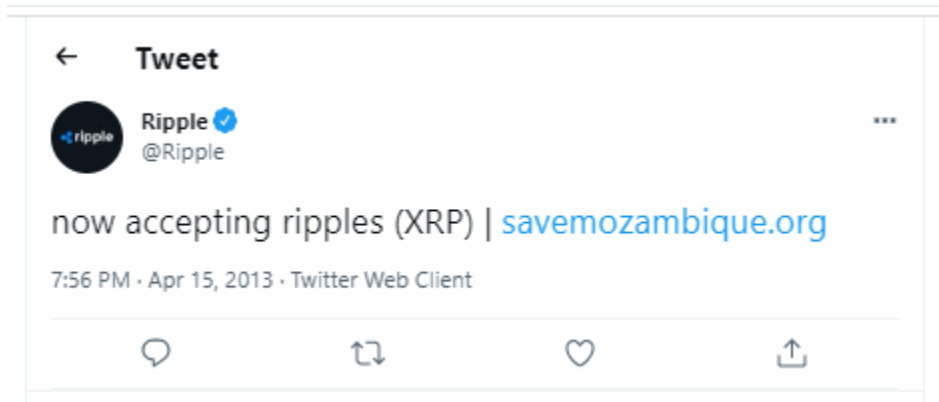 Tweet
ripple
Ripple
@Ripple
now accepting ripples (XRP) | savemozambique.org
7:56 PM · Apr 15, 2013 · Twitter Web Client